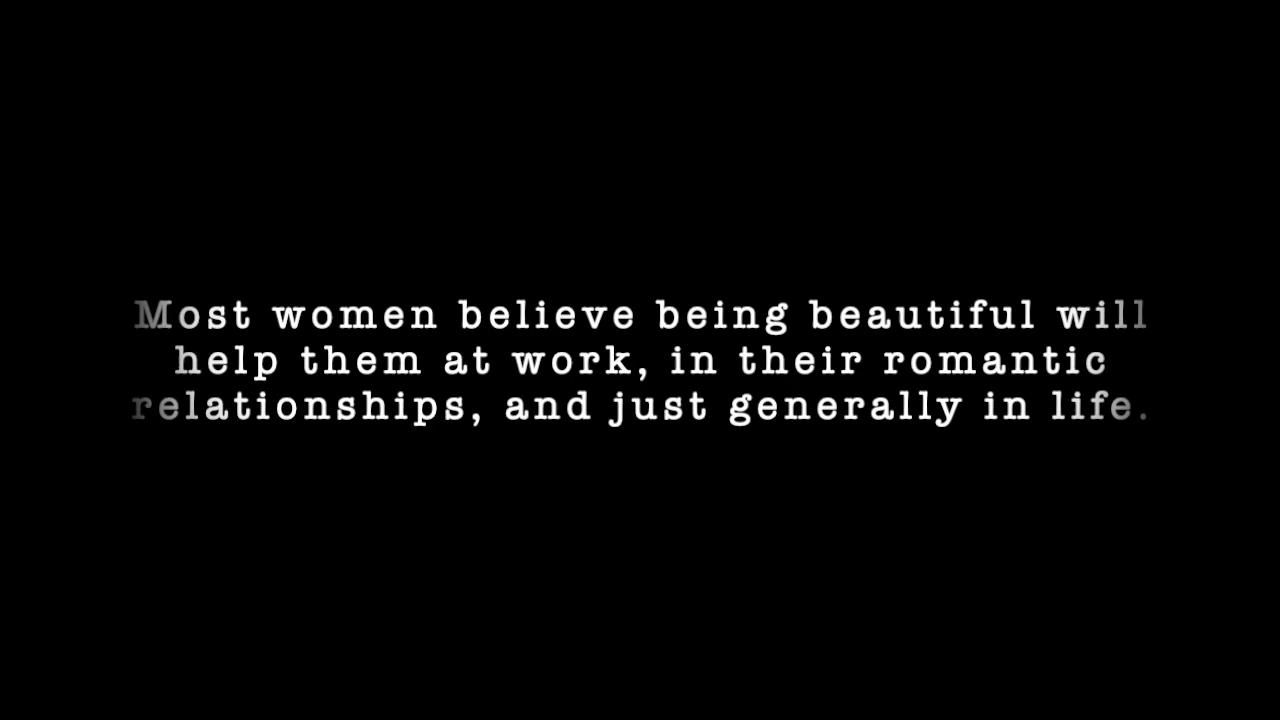 Most women believe being beautiful will
help them at work, in their romantic
relationships, and just generally in life.